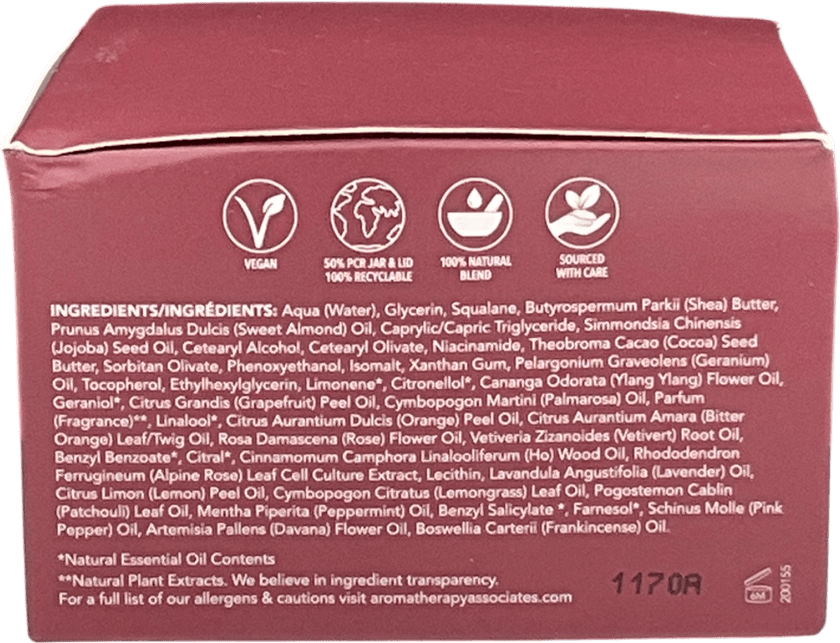 VEGAN
50% PCR JAR & LID
100% RECYCLABLE
100% NATURAL
BLEND
SOURCED
WITH CARE
INGREDIENTS/INGRÉDIENTS: Aqua (Water), Glycerin, Squalane, Butyrospermum Parkii (Shea) Butter,
Prunus Amygdalus Dulcis (Sweet Almond) Oil, Caprylic/Capric Triglyceride, Simmondsia Chinensis
(Jojoba) Seed Oil, Cetearyl Alcohol, Cetearyl Olivate, Niacinamide, Theobroma Cacao (Cocoa) Seed
Butter, Sorbitan Olivate, Phenoxyethanol, Isomalt, Xanthan Gum, Pelargonium Graveolens (Geranium)
Oil, Tocopherol, Ethylhexylglycerin, Limonene*, Citronellol*, Cananga Odorata (Ylang Ylang) Flower Oil,
Geraniol*, Citrus Grandis (Grapefruit) Peel Oil, Cymbopogon Martini (Palmarosa) Oil, Parfum
(Fragrance)**, Linalool*, Citrus Aurantium Dulcis (Orange) Peel Oil, Citrus Aurantium Amara (Bitter
Orange) Leaf/Twig Oil, Rosa Damascena (Rose) Flower Oil, Vetiveria Zizanoides (Vetivert) Root Oil,
Benzyl Benzoate*, Citral*, Cinnamomum Camphora Linalooliferum (Ho) Wood Oil, Rhododendron
Ferrugineum (Alpine Rose) Leaf Cell Culture Extract, Lecithin, Lavandula Angustifolia (Lavender) Oil,
Citrus Limon (Lemon) Peel Oil, Cymbopogon Citratus (Lemongrass) Leaf Oil, Pogostemon Cablin
(Patchouli) Leaf Oil, Mentha Piperita (Peppermint) Oil, Benzyl Salicylate *, Farnesol*, Schinus Molle (Pink
Pepper) Oil, Artemisia Pallens (Davana) Flower Oil, Boswellia Carterii (Frankincense) Oil.
*Natural Essential Oil Contents
**Natural Plant Extracts. We believe in ingredient transparency.
For a full list of our allergens & cautions visit aromatherapyassociates.com
1170A
6M
200155